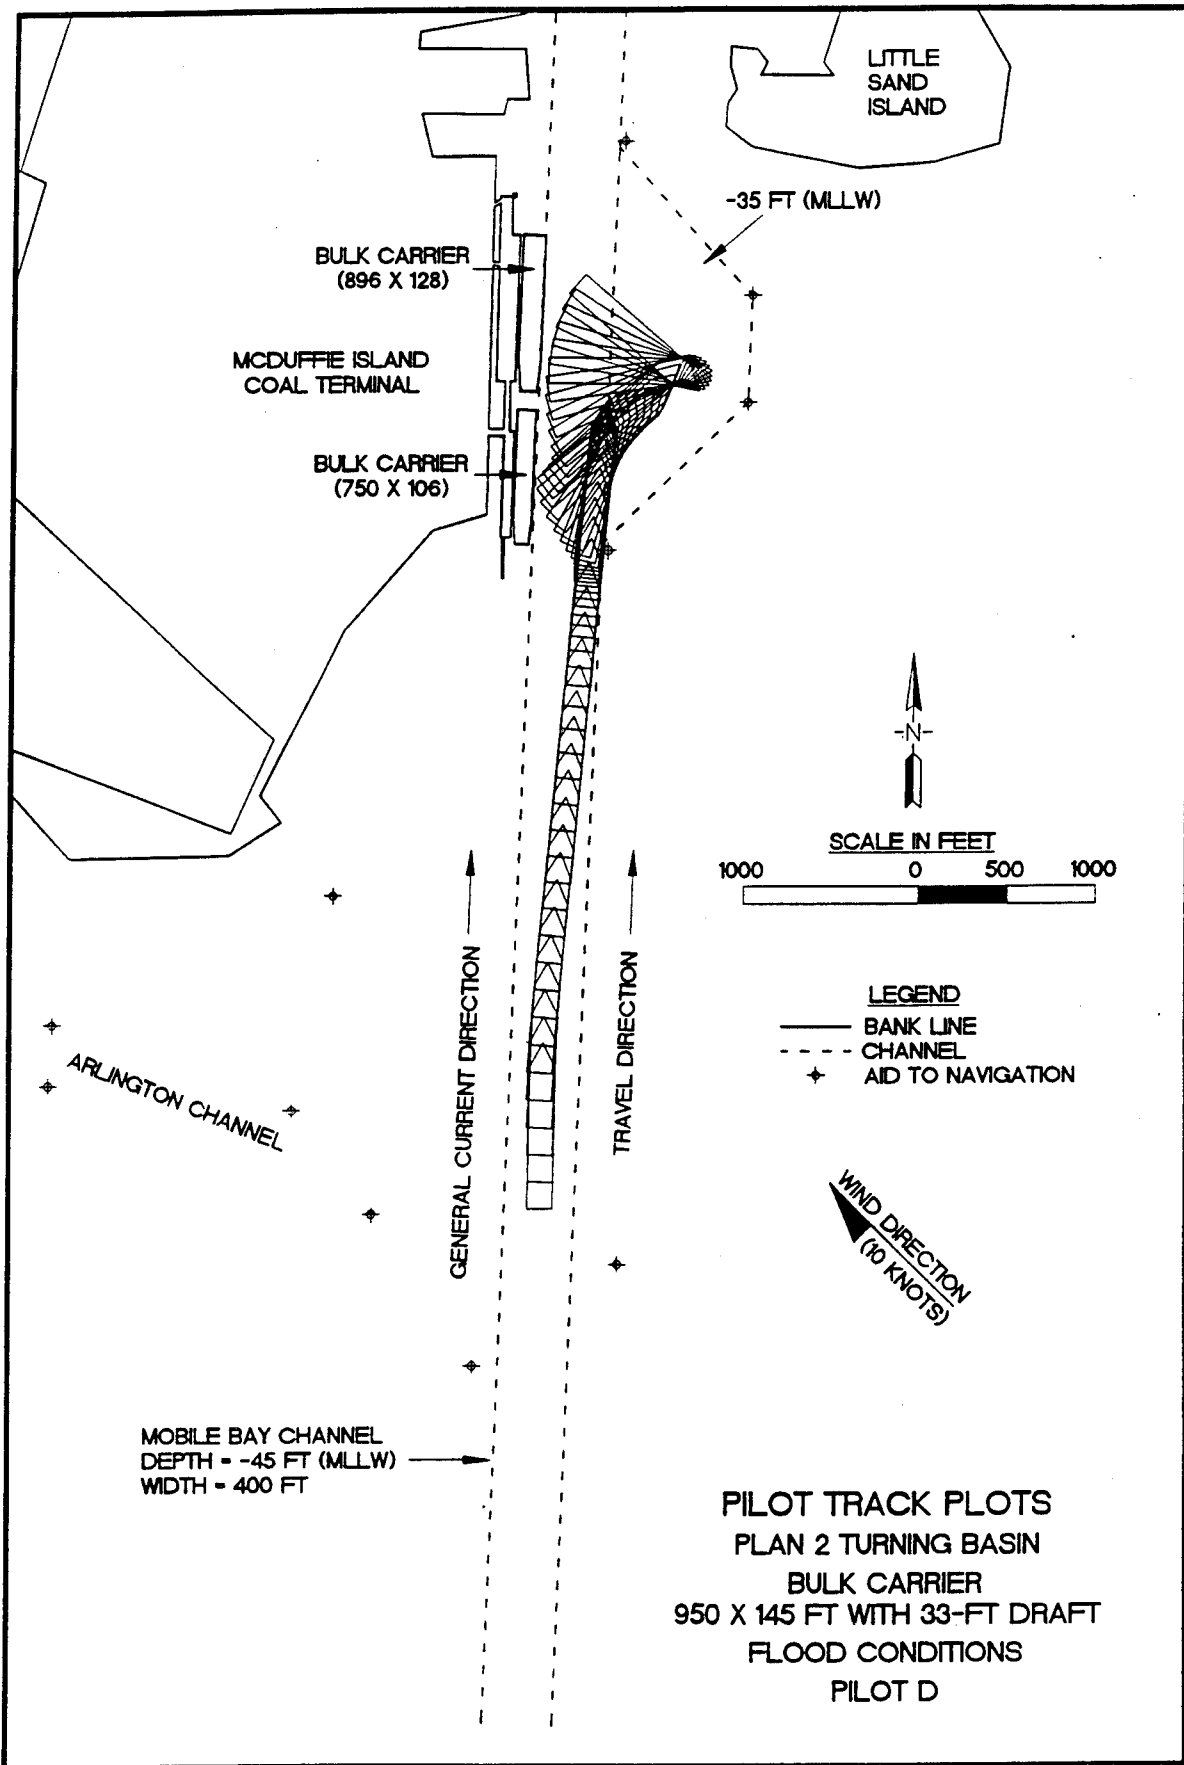 LITTLE
SAND
ISLAND
-35 FT (MLLW)
BULK CARRIER
(896 X 128)
MCDUFFIE ISLAND
COAL TERMINAL
BULK CARRIER
(750 X 106)
-N-
SCALE IN FEET
1000 0 500 1000
GENERAL CURRENT DIRECTION
TRAVEL DIRECTION
LEGEND
BANK LINE
CHANNEL
AID TO NAVIGATION
ARLINGTON CHANNEL
WIND DIRECTION
(10 KNOTS)
MOBILE BAY CHANNEL
DEPTH = -45 FT (MLLW)
WIDTH = 400 FT
PILOT TRACK PLOTS
PLAN 2 TURNING BASIN
BULK CARRIER
950 X 145 FT WITH 33-FT DRAFT
FLOOD CONDITIONS
PILOT D